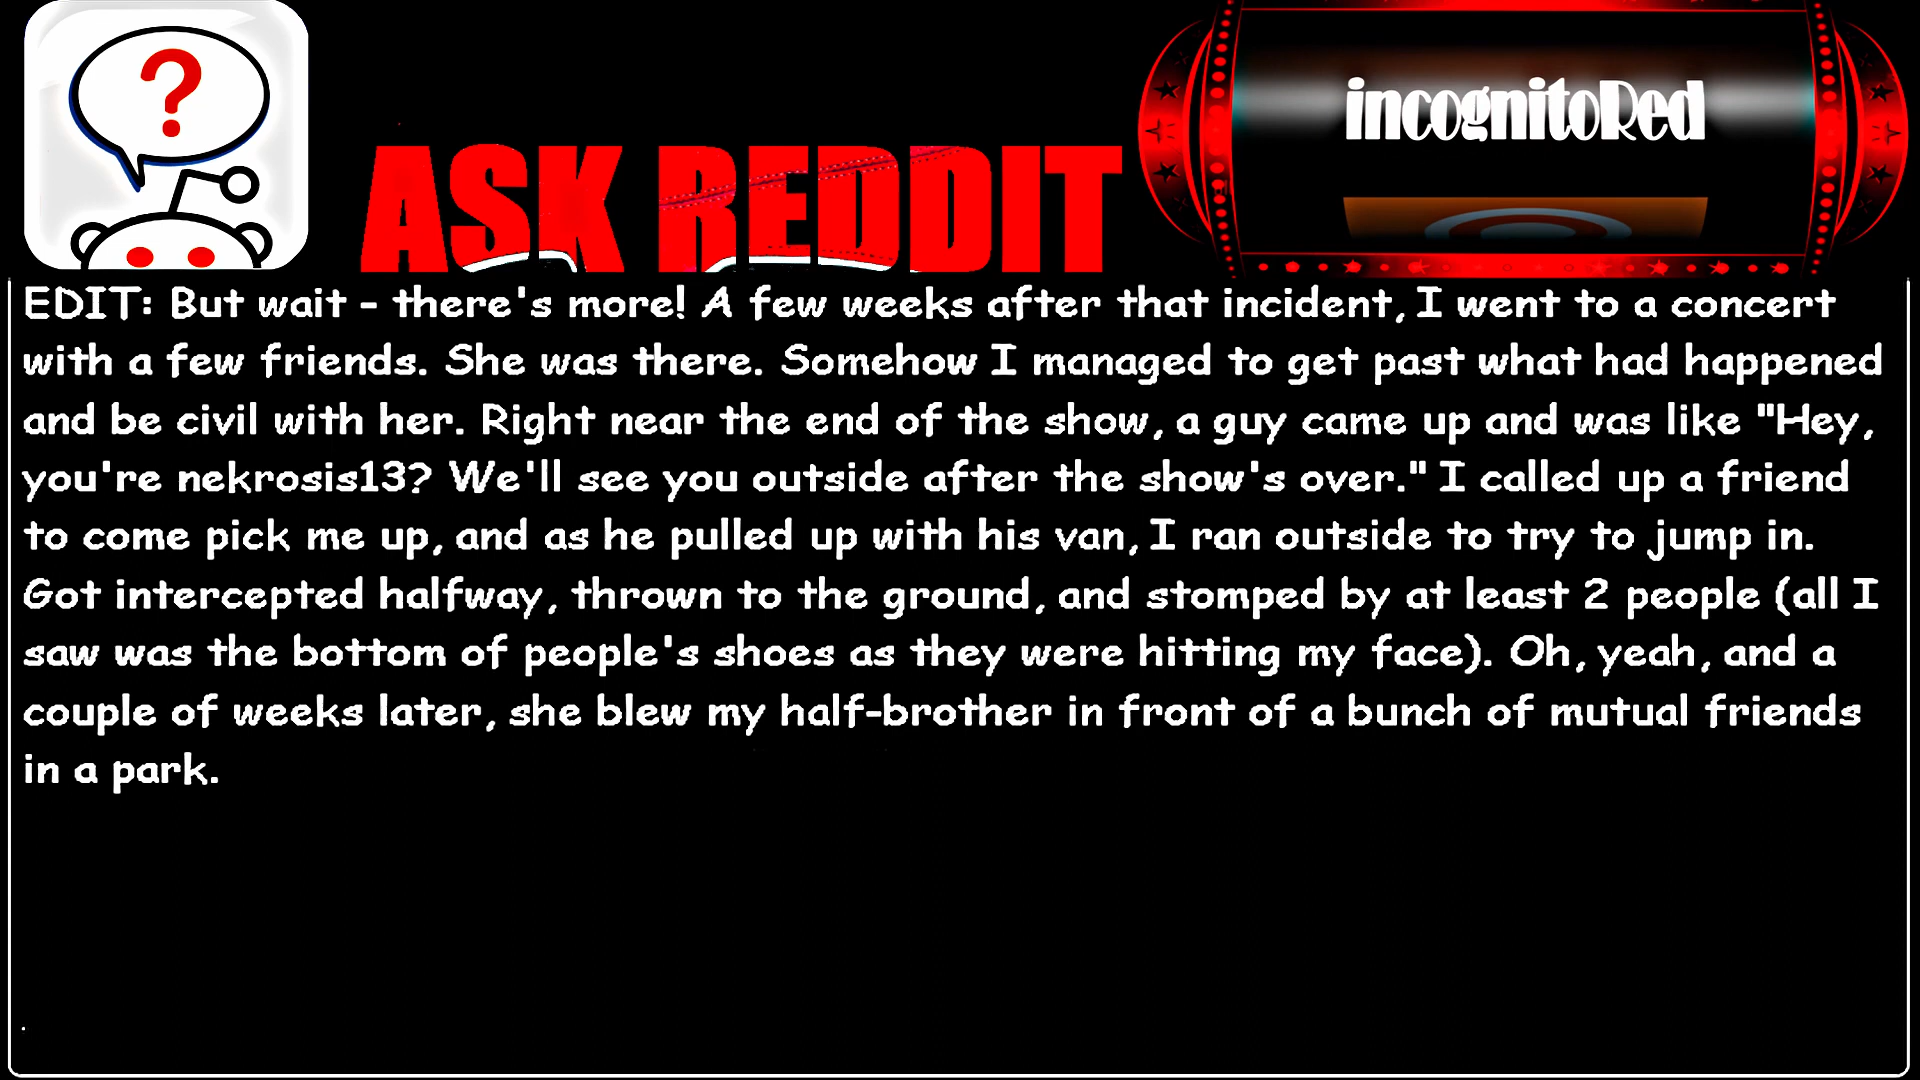 ?
ASK REDDIT
incognitoRed
EDIT: But wait - there's more! A few weeks after that incident, I went to a concert
with a few friends. She was there. Somehow I managed to get past what had happened
and be civil with her. Right near the end of the show, a guy came up and was like "Hey,
you're nekrosis13? We'll see you outside after the show's over." I called up a friend
to come pick me up, and as he pulled up with his van, I ran outside to try to jump in.
Got intercepted halfway, thrown to the ground, and stomped by at least 2 people (all I
saw was the bottom of people's shoes as they were hitting my face). Oh, yeah, and a
couple of weeks later, she blew my half-brother in front of a bunch of mutual friends
in a park.
.